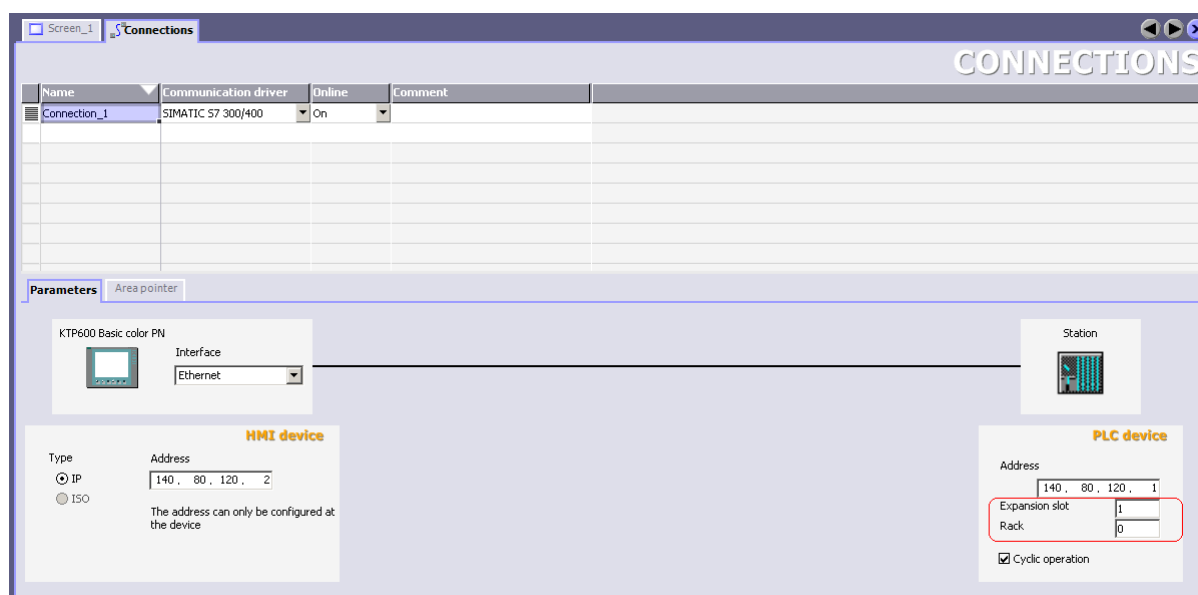 Screen_1 Connections
CONNECTIONS
Name Communication driver Online Comment
Connection_1 SIMATIC S7 300/400 On
Parameters Area pointer
KTP600 Basic color PN
Interface
Ethernet
Station
HMI device
Type Address
IP 140 . 80 . 120 . 2
ISO
The address can only be configured at
the device
PLC device
Address
140 . 80 . 120 . 1
Expansion slot 1
Rack 0
Cyclic operation